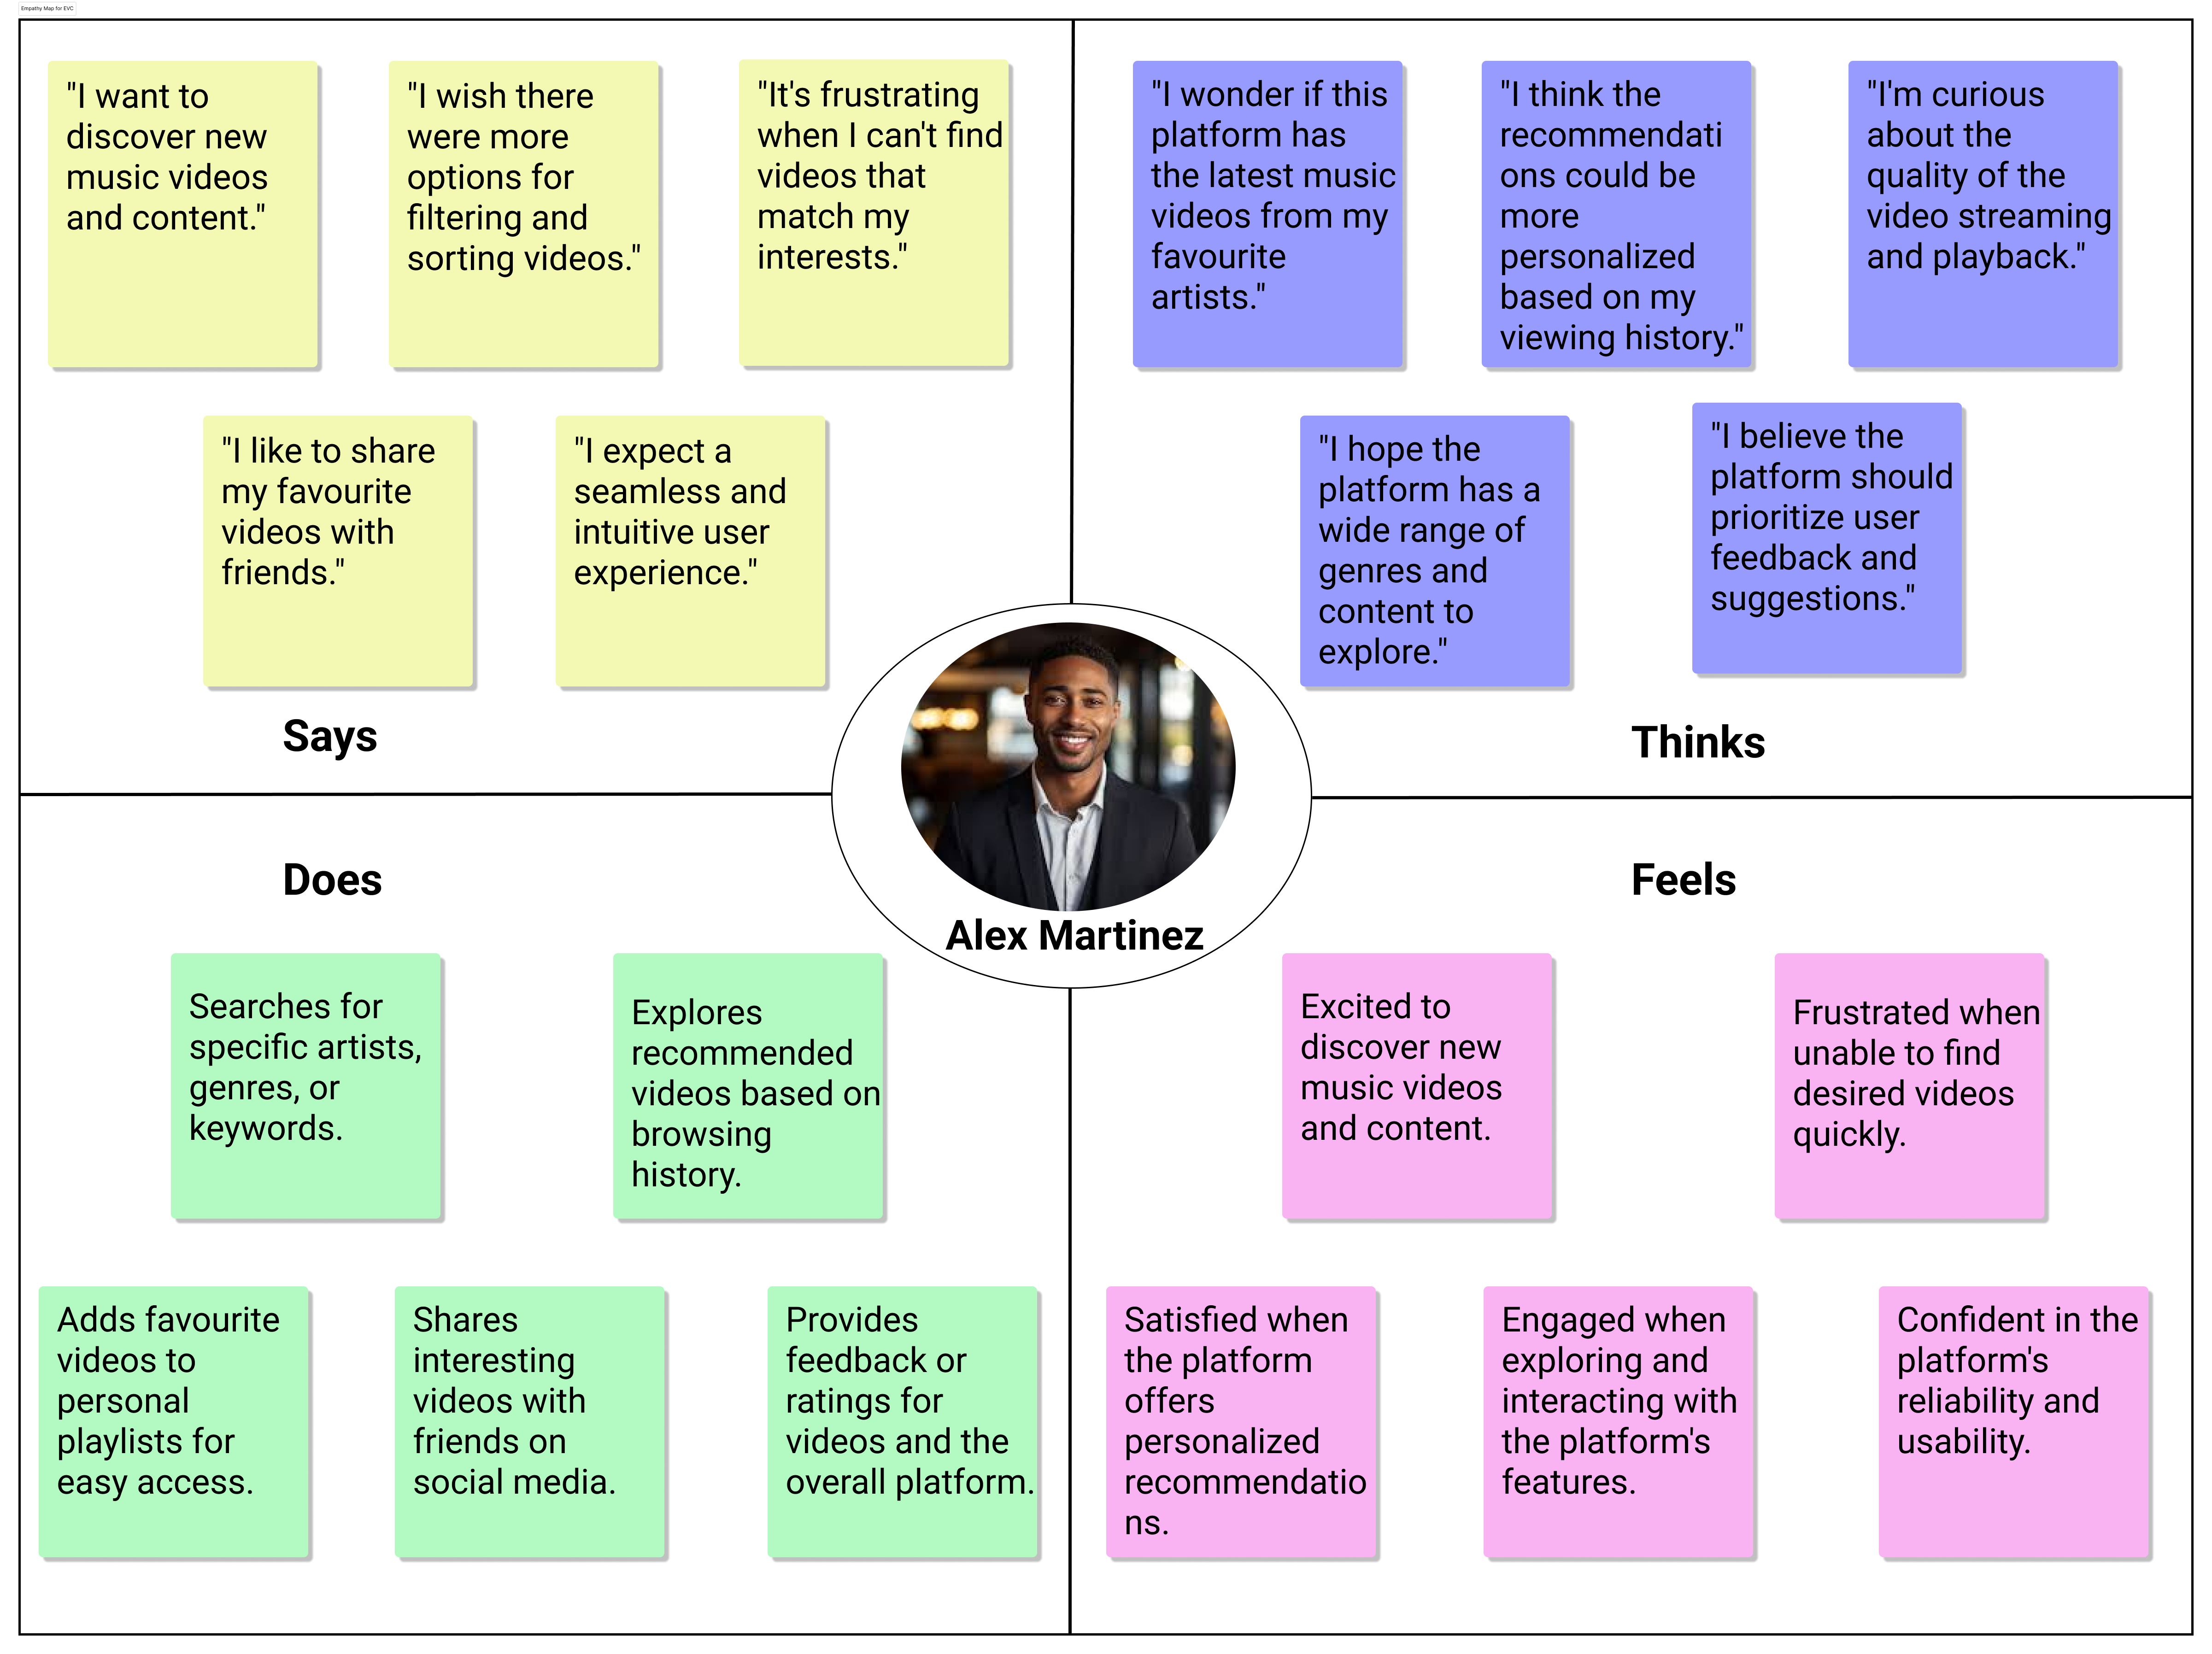 Empathy Map for EVC
"I want to
discover new
music videos
and content."
"I wish there
were more
options for
filtering and
sorting videos."
"It's frustrating
when I can't find
videos that
match my
interests."
"I like to share
my favourite
videos with
friends."
"I expect a
seamless and
intuitive user
experience."
Says
"I wonder if this
platform has
the latest music
videos from my
favourite
artists."
"I think the
recommendati
ons could be
more
personalized
based on my
viewing history."
"I'm curious
about the
quality of the
video streaming
and playback."
"I hope the
platform has a
wide range of
genres and
content to
explore."
"I believe the
platform should
prioritize user
feedback and
suggestions."
Thinks
Alex Martinez
Does
Searches for
specific artists,
genres, or
keywords.
Explores
recommended
videos based on
browsing
history.
Adds favourite
videos to
personal
playlists for
easy access.
Shares
interesting
videos with
friends on
social media.
Provides
feedback or
ratings for
videos and the
overall platform.
Feels
Excited to
discover new
music videos
and content.
Frustrated when
unable to find
desired videos
quickly.
Satisfied when
the platform
offers
personalized
recommendatio
ns.
Engaged when
exploring and
interacting with
the platform's
features.
Confident in the
platform's
reliability and
usability.